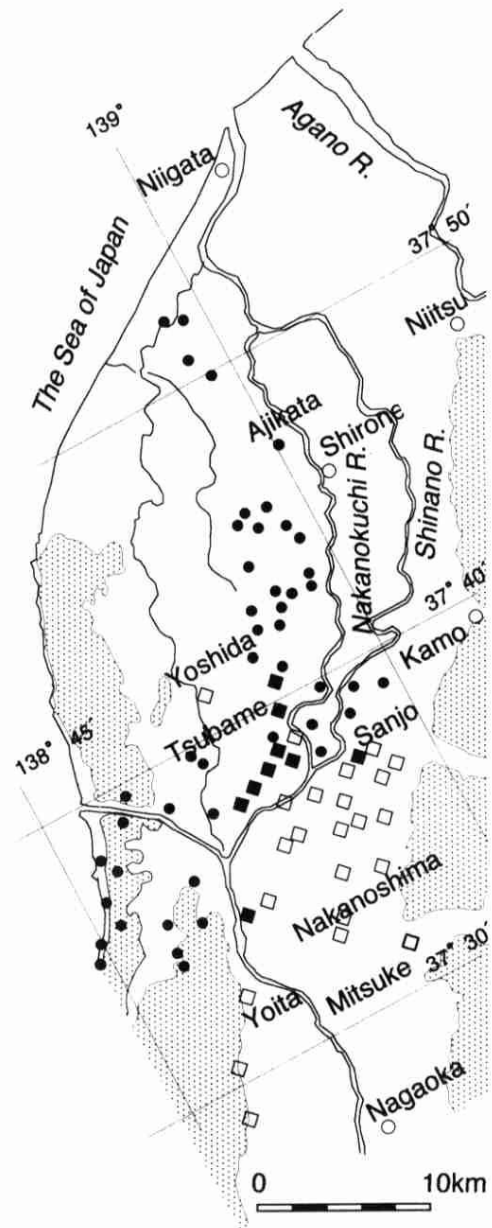 139°
Agano R.
Niigata
37° 50′
The Sea of Japan
Niitsu
Ajikata
Shirone
Nakanokuchi R.
Shinano R.
37° 40′
Kamo
Yoshida
Tsubame
Sanjo
138° 45′
Nakanoshima
37° 30′
Mitsuke
Yoita
Nagaoka
0 10km